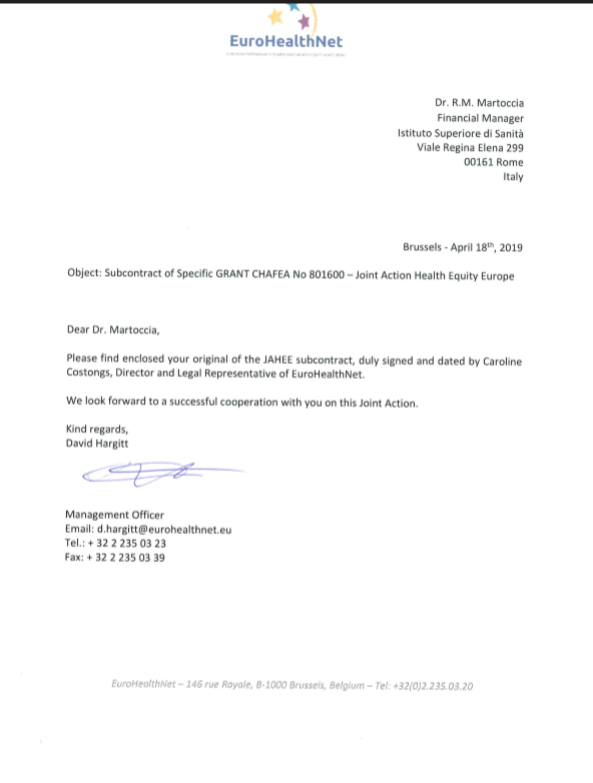 EuroHealthNet
Dr. R.M. Martoccia
Financial Manager
Istituto Superiore di Sanità
Viale Regina Elena 299
00161 Rome
Italy
Brussels - April 18th, 2019
Object: Subcontract of Specific GRANT CHAFEA No 801600 – Joint Action Health Equity Europe
Dear Dr. Martoccia,
Please find enclosed your original of the JAHEE subcontract, duly signed and dated by Caroline
Costongs, Director and Legal Representative of EuroHealthNet.
We look forward to a successful cooperation with you on this Joint Action.
Kind regards,
David Hargitt
Management Officer
Email: d.hargitt@eurohealthnet.eu
Tel.: + 32 2 235 03 23
Fax: + 32 2 235 03 39
EuroHealthNet – 146 rue Royale, B-1000 Brussels, Belgium – Tel: +32(0)2.235.03.20